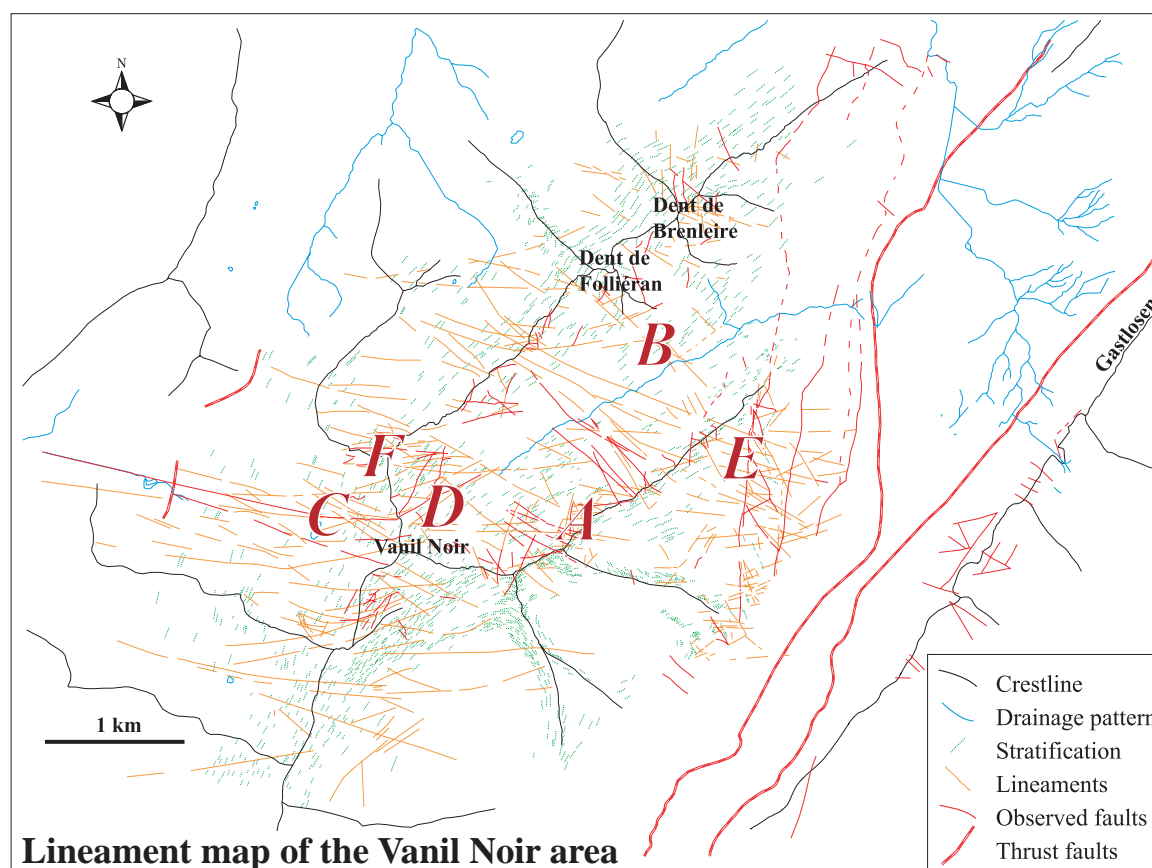 N
Dent de
Brenleire
Dent de
Folliéran
B
Gastlosen
F
E
C
D
A
Vanil Noir
1 km
Crestline
Drainage pattern
Stratification
Lineaments
Observed faults
Thrust faults
Lineament map of the Vanil Noir area